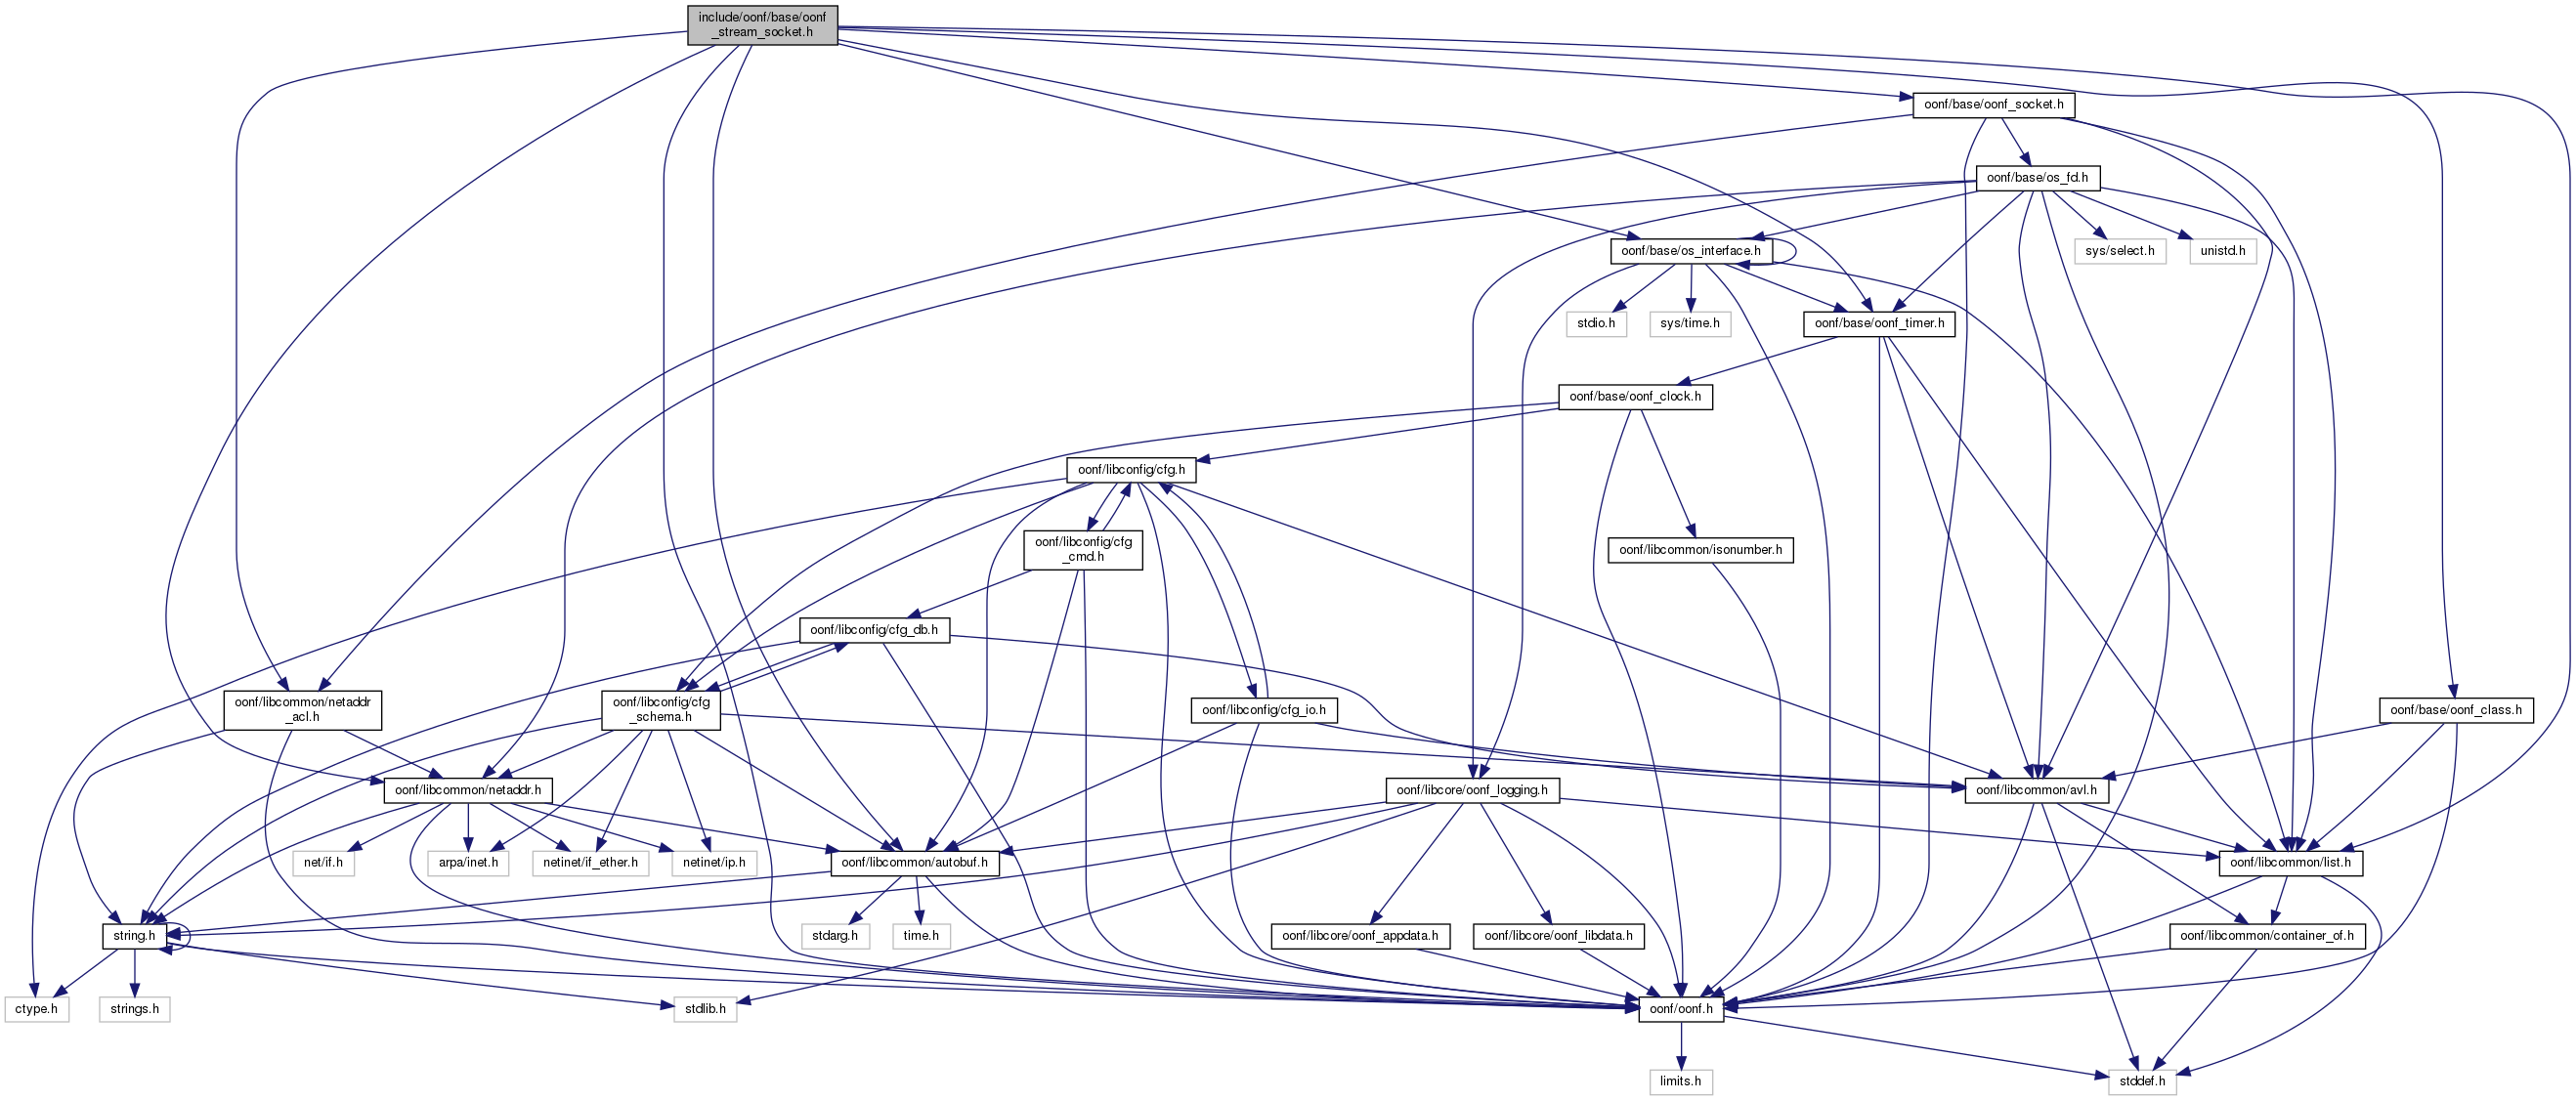 include/oonf/base/oonf
_stream_socket.h
oonf/base/oonf_socket.h
oonf/base/os_fd.h
oonf/base/os_interface.h
sys/select.h
unistd.h
stdio.h
sys/time.h
oonf/base/oonf_timer.h
oonf/base/oonf_clock.h
oonf/libconfig/cfg.h
oonf/libconfig/cfg
_cmd.h
oonf/libcommon/isonumber.h
oonf/libconfig/cfg_db.h
oonf/libcommon/netaddr
_acl.h
oonf/libconfig/cfg
_schema.h
oonf/libconfig/cfg_io.h
oonf/base/oonf_class.h
oonf/libcommon/netaddr.h
oonf/libcore/oonf_logging.h
oonf/libcommon/avl.h
net/if.h
arpa/inet.h
netinet/if_ether.h
netinet/ip.h
oonf/libcommon/autobuf.h
oonf/libcommon/list.h
string.h
stdarg.h
time.h
oonf/libcore/oonf_appdata.h
oonf/libcore/oonf_libdata.h
oonf/libcommon/container_of.h
ctype.h
strings.h
stdlib.h
oonf/oonf.h
limits.h
stddef.h